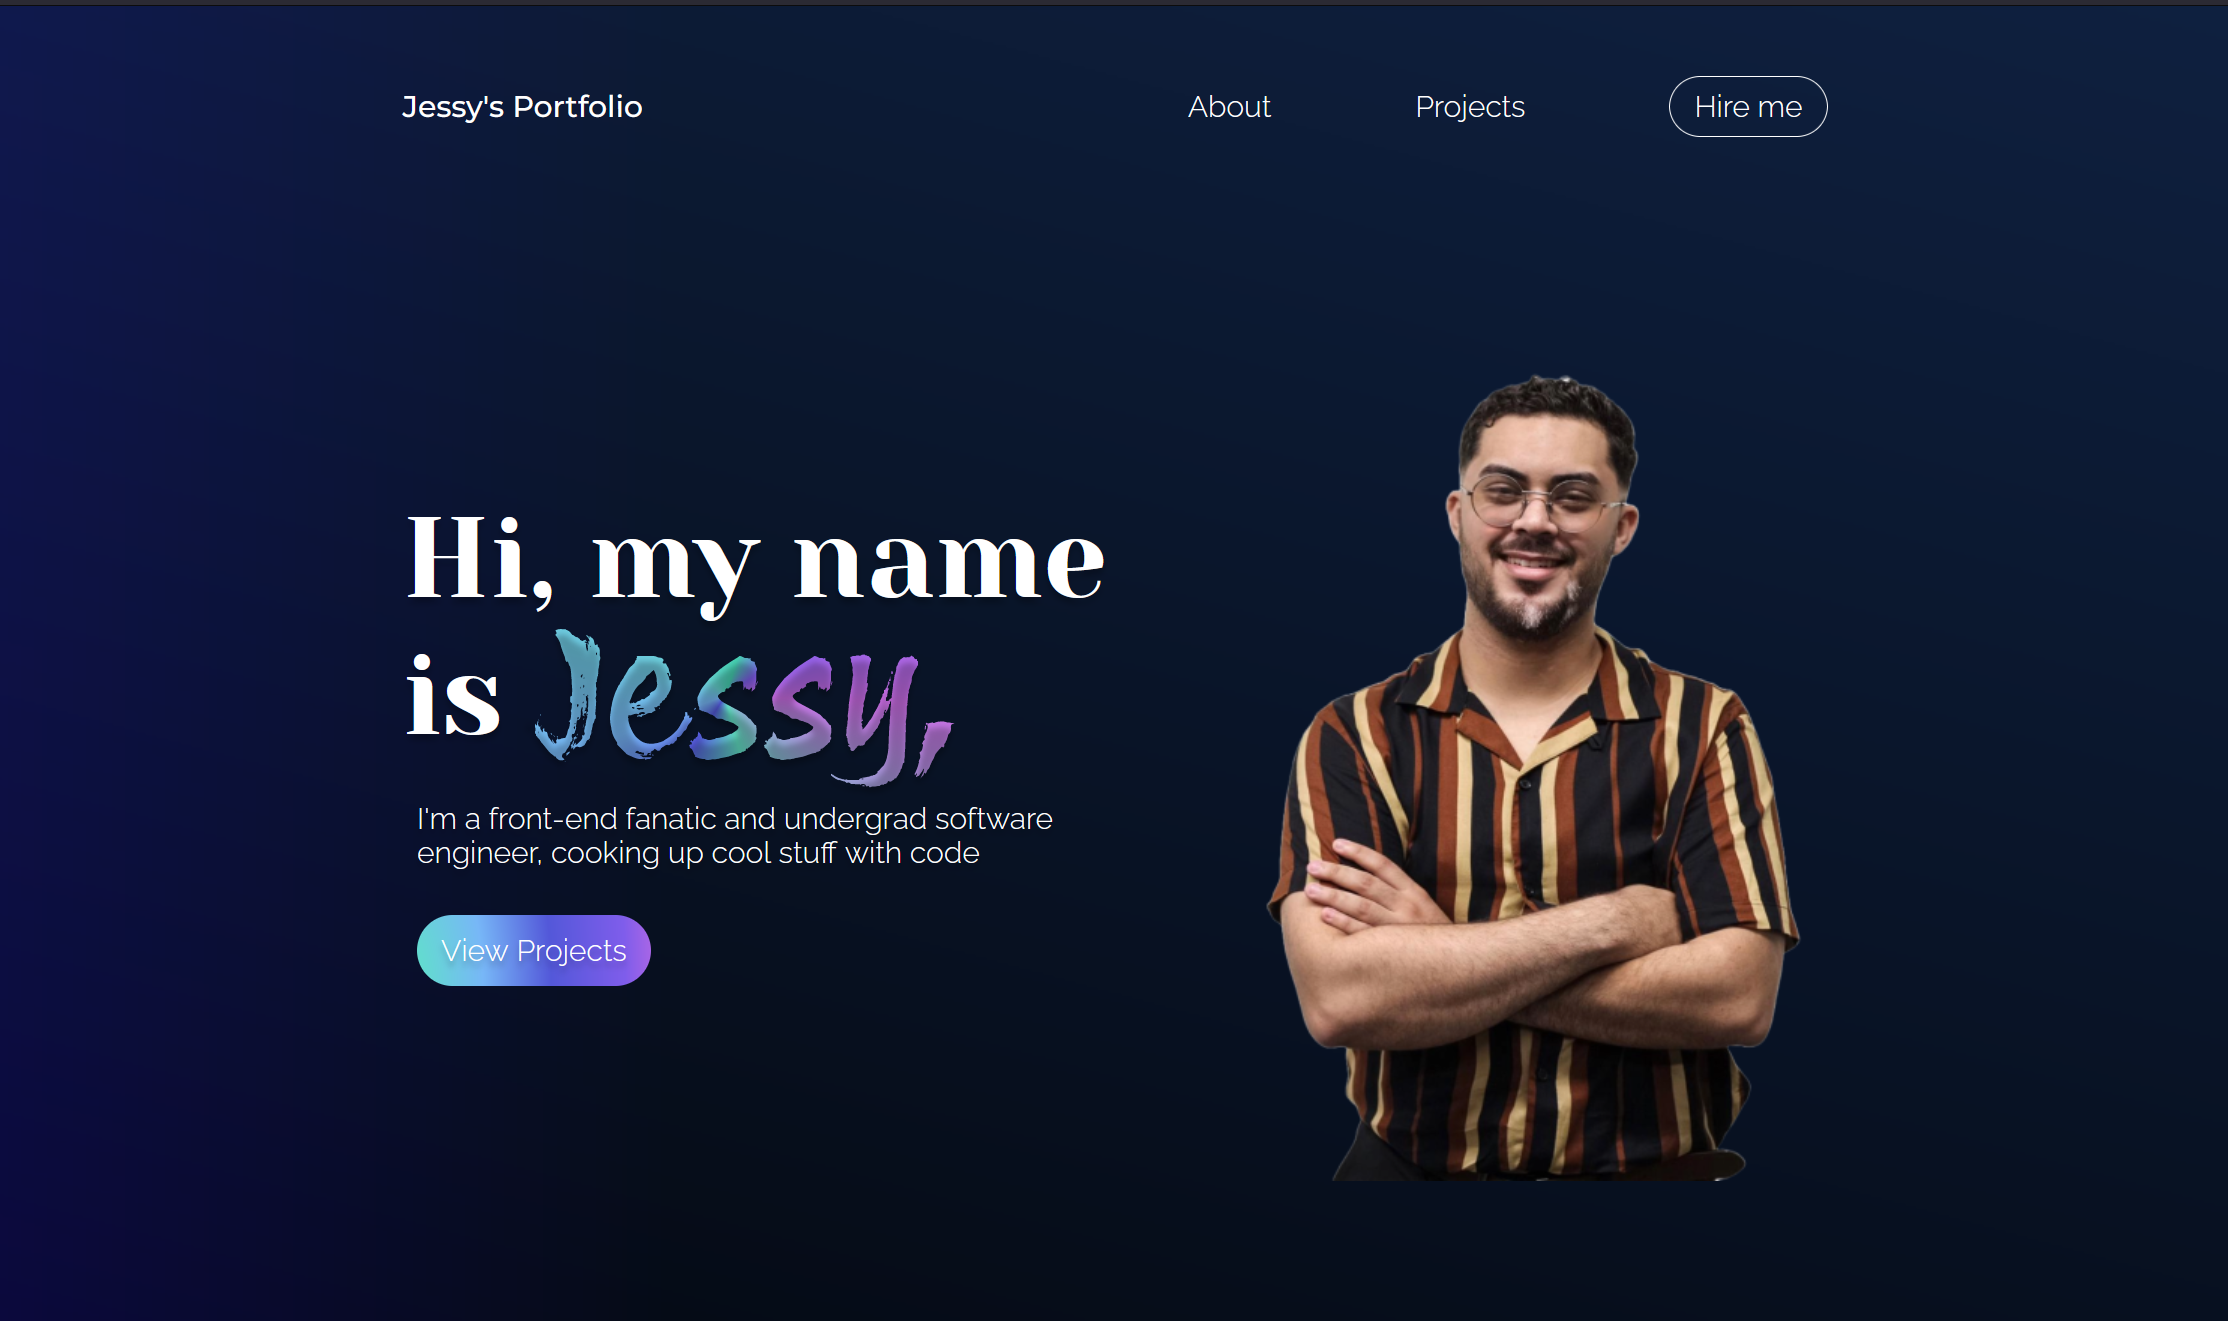 Jessy's Portfolio
About
Projects
Hire me
Hi, my name
is Jessy,
I'm a front-end fanatic and undergrad software
engineer, cooking up cool stuff with code
View Projects